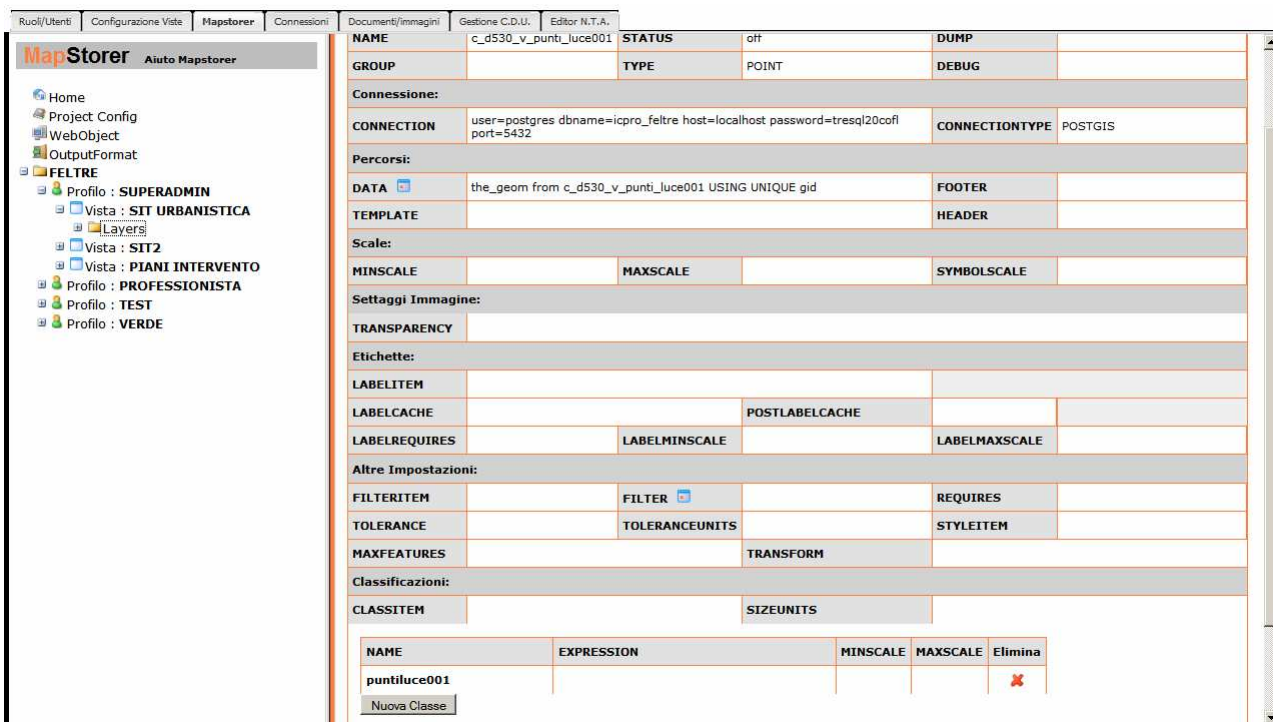 Ruoli/Utenti Configurazione Viste Mapstorer Connessioni Documenti/immagini Gestione C.D.U. Editor N.T.A.
MapStorer Aiuto Mapstorer
Home
Project Config
WebObject
OutputFormat
FELTRE
Profilo : SUPERADMIN
Vista : SIT URBANISTICA
Layers
Vista : SIT2
Vista : PIANI INTERVENTO
Profilo : PROFESSIONISTA
Profilo : TEST
Profilo : VERDE
NAME c_d530_v_punti_luce001 STATUS off DUMP
GROUP TYPE POINT DEBUG
Connessione:
CONNECTION user=postgres dbname=icpro_feltre host=localhost password=tresql20cofl port=5432 CONNECTIONTYPE POSTGIS
Percorsi:
DATA the_geom from c_d530_v_punti_luce001 USING UNIQUE gid FOOTER
TEMPLATE HEADER
Scale:
MINSCALE MAXSCALE SYMBOLSCALE
Settaggi Immagine:
TRANSPARENCY
Etichette:
LABELITEM
LABELCACHE POSTLABELCACHE
LABELREQUIRES LABELMINSCALE LABELMAXSCALE
Altre Impostazioni:
FILTERITEM FILTER REQUIRES
TOLERANCE TOLERANCEUNITS STYLEITEM
MAXFEATURES TRANSFORM
Classificazioni:
CLASSITEM SIZEUNITS
NAME EXPRESSION MINSCALE MAXSCALE Elimina
puntiluce001
Nuova Classe